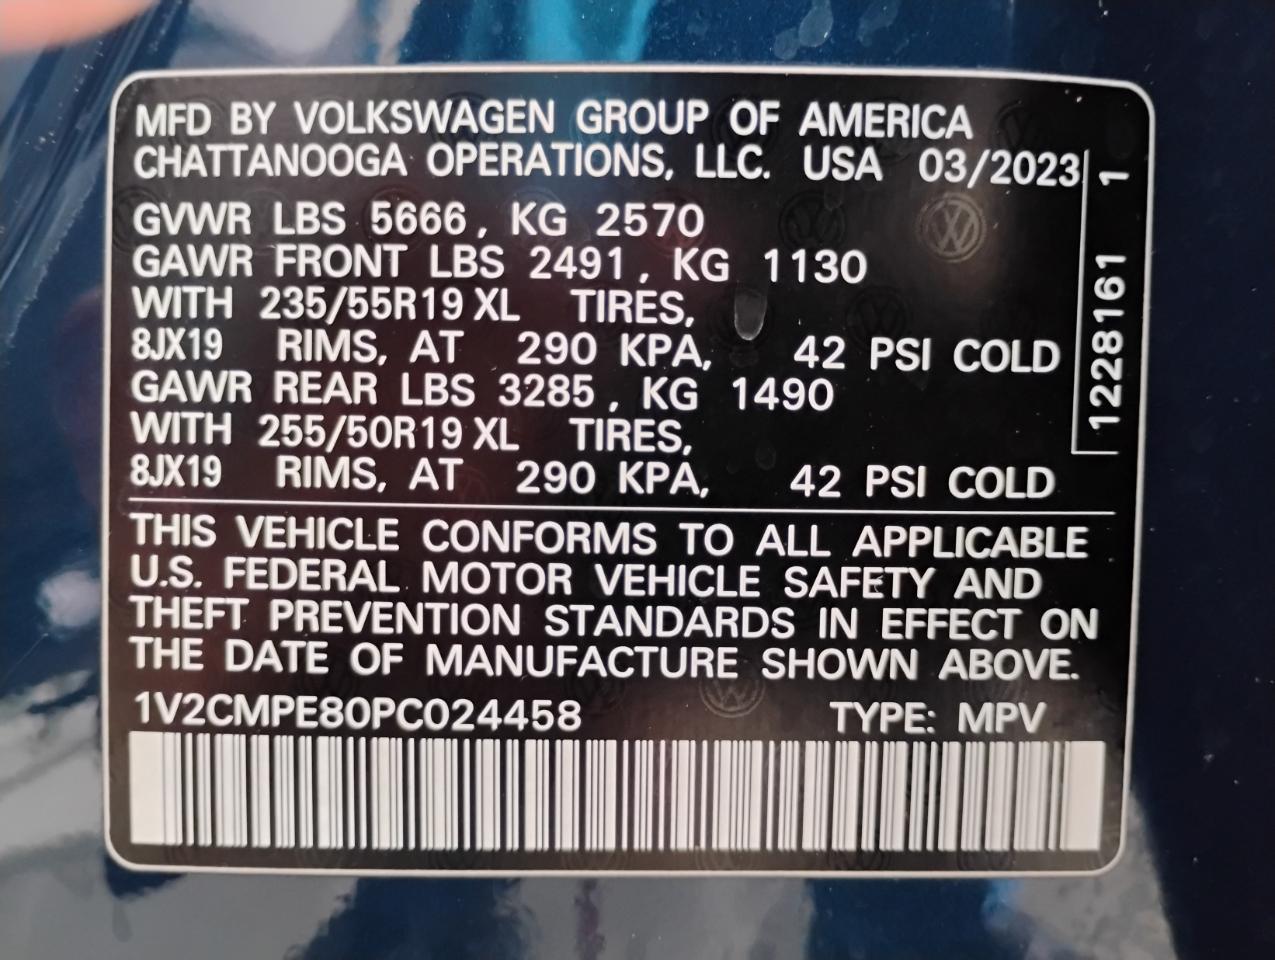 MFD BY VOLKSWAGEN GROUP OF AMERICA
CHATTANOOGA OPERATIONS, LLC. USA 03/2023
GVWR LBS 5666, KG 2570
GAWR FRONT LBS 2491, KG 1130
WITH 235/55R19 XL TIRES,
8JX19 RIMS, AT 290 KPA, 42 PSI COLD
GAWR REAR LBS 3285, KG 1490
WITH 255/50R19 XL TIRES,
8JX19 RIMS, AT 290 KPA, 42 PSI COLD
1228161 1
THIS VEHICLE CONFORMS TO ALL APPLICABLE
U.S. FEDERAL MOTOR VEHICLE SAFETY AND
THEFT PREVENTION STANDARDS IN EFFECT ON
THE DATE OF MANUFACTURE SHOWN ABOVE.
1V2CMPE80PC024458 TYPE: MPV